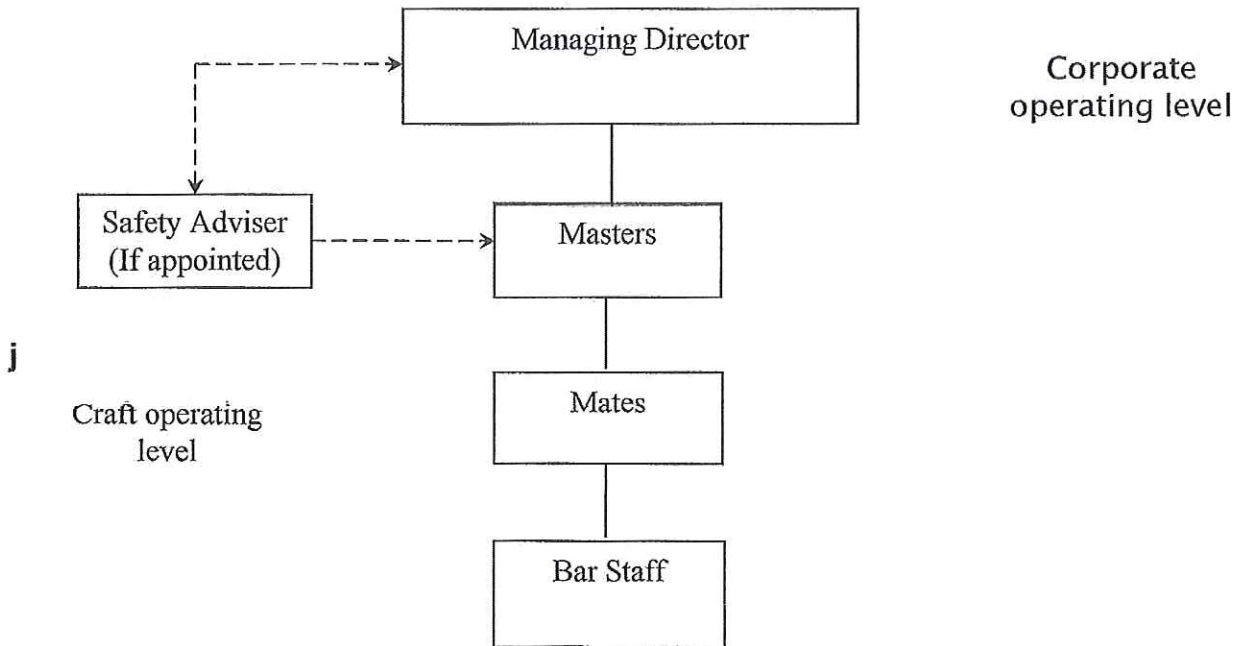 Managing Director
Corporate
operating level
Safety Adviser
(If appointed)
Masters
j
Craft operating
level
Mates
Bar Staff